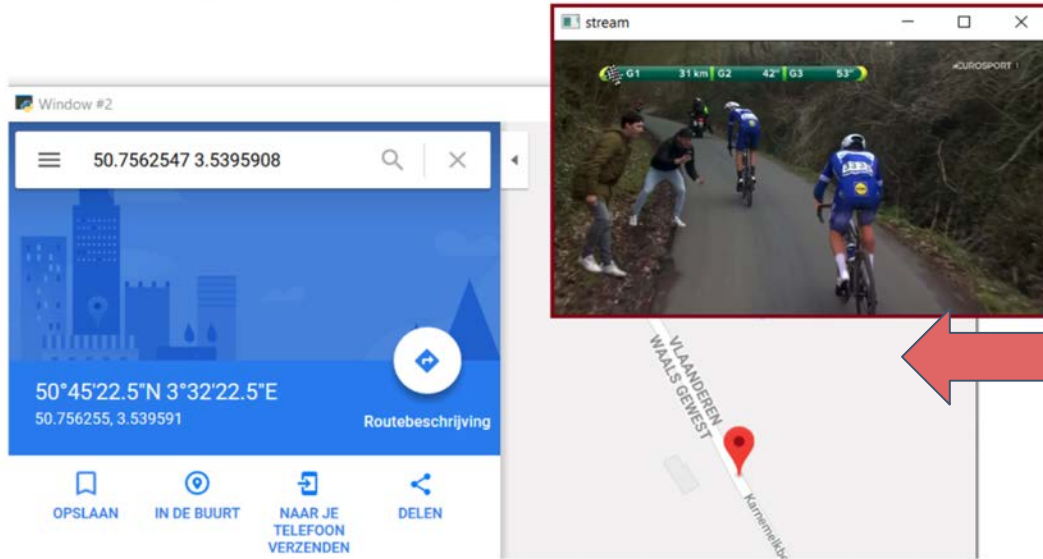 stream
G1 31 km G2 42" G3 53"
EUROSPORT 1
Window #2
50.7562547 3.5395908
50°45'22.5"N 3°32'22.5"E
50.756255, 3.539591
Routebeschrijving
OPSLAAN
IN DE BUURT
NAAR JE
TELEFOON
VERZENDEN
DELEN
VLAANDEREN
WAALS GEWEST